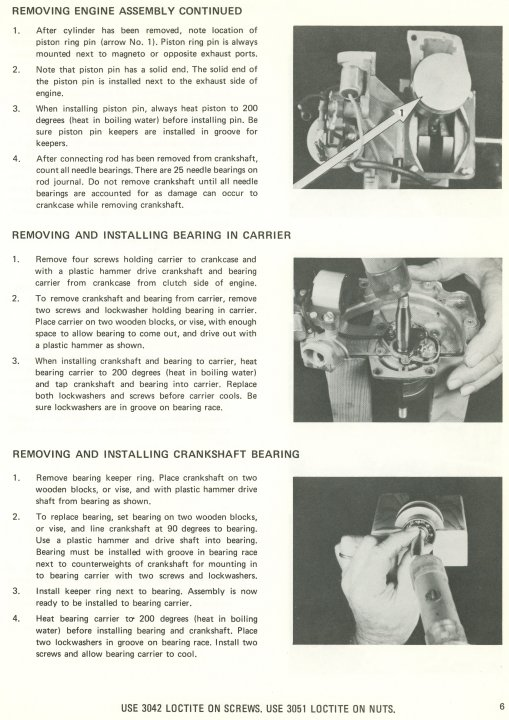 REMOVING ENGINE ASSEMBLY CONTINUED
1. After cylinder has been removed, note location of
piston ring pin (arrow No. 1). Piston ring pin is always
mounted next to magneto or opposite exhaust ports.
2. Note that piston pin has a solid end. The solid end of
the piston pin is installed next to the exhaust side of
engine.
3. When installing piston pin, always heat piston to 200
degrees (heat in boiling water) before installing pin. Be
sure piston pin keepers are installed in groove for
keepers.
4. After connecting rod has been removed from crankshaft,
count all needle bearings. There are 25 needle bearings on
rod journal. Do not remove crankshaft until all needle
bearings are accounted for as damage can occur to
crankcase while removing crankshaft.
1
REMOVING AND INSTALLING BEARING IN CARRIER
1. Remove four screws holding carrier to crankcase and
with a plastic hammer drive crankshaft and bearing
carrier from crankcase from clutch side of engine.
2. To remove crankshaft and bearing from carrier, remove
two screws and lockwasher holding bearing in carrier.
Place carrier on two wooden blocks, or vise, with enough
space to allow bearing to come out, and drive out with
a plastic hammer as shown.
3. When installing crankshaft and bearing to carrier, heat
bearing carrier to 200 degrees (heat in boiling water)
and tap crankshaft and bearing into carrier. Replace
both lockwashers and screws before carrier cools. Be
sure lockwashers are in groove on bearing race.
REMOVING AND INSTALLING CRANKSHAFT BEARING
1. Remove bearing keeper ring. Place crankshaft on two
wooden blocks, or vise, and with plastic hammer drive
shaft from bearing as shown.
2. To replace bearing, set bearing on two wooden blocks,
or vise, and line crankshaft at 90 degrees to bearing.
Use a plastic hammer and drive shaft into bearing.
Bearing must be installed with groove in bearing race
next to counterweights of crankshaft for mounting in
to bearing carrier with two screws and lockwashers.
3. Install keeper ring next to bearing. Assembly is now
ready to be installed to bearing carrier.
4. Heat bearing carrier to 200 degrees (heat in boiling
water) before installing bearing and crankshaft. Place
two lockwashers in groove on bearing race. Install two
screws and allow bearing carrier to cool.
USE 3042 LOCTITE ON SCREWS. USE 3051 LOCTITE ON NUTS.
6